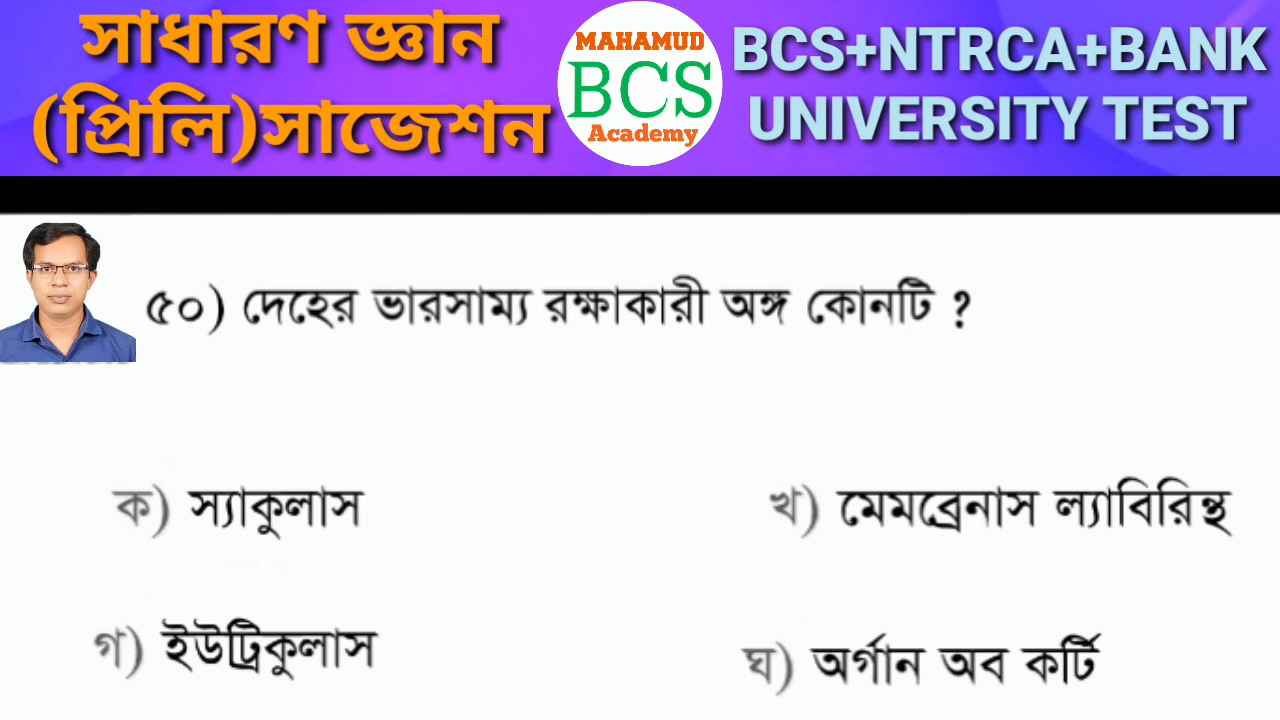 সাধারণ জ্ঞান
(প্রিলি)সাজেশন
MAHAMUD
BCS
Academy
BCS+NTRCA+BANK
UNIVERSITY TEST
৫০) দেহের ভারসাম্য রক্ষাকারী অঙ্গ কোনটি ?
ক) স্যাকুলাস
খ) মেমব্রেনাস ল্যাবিরিন্থ
গ) ইউট্রিকুলাস
ঘ) অর্গান অব কর্টি